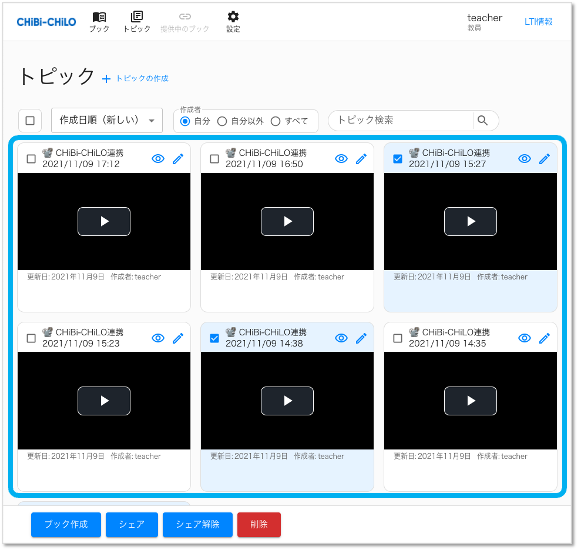 CHiBi-CHiLO
ブック
トピック
提供中のブック
設定
teacher
教員
LTI情報
トピック
トピックの作成
作成日順（新しい）
作成者
自分
自分以外
すべて
トピック検索
CHiBi-CHiLO連携
2021/11/09 17:12
更新日:2021年11月9日 作成者:teacher
CHiBi-CHiLO連携
2021/11/09 16:50
更新日:2021年11月9日 作成者:teacher
CHiBi-CHiLO連携
2021/11/09 15:27
更新日:2021年11月9日 作成者:teacher
CHiBi-CHiLO連携
2021/11/09 15:23
更新日:2021年11月9日 作成者:teacher
CHiBi-CHiLO連携
2021/11/09 14:38
更新日:2021年11月9日 作成者:teacher
CHiBi-CHiLO連携
2021/11/09 14:35
更新日:2021年11月9日 作成者:teacher
ブック作成
シェア
シェア解除
削除